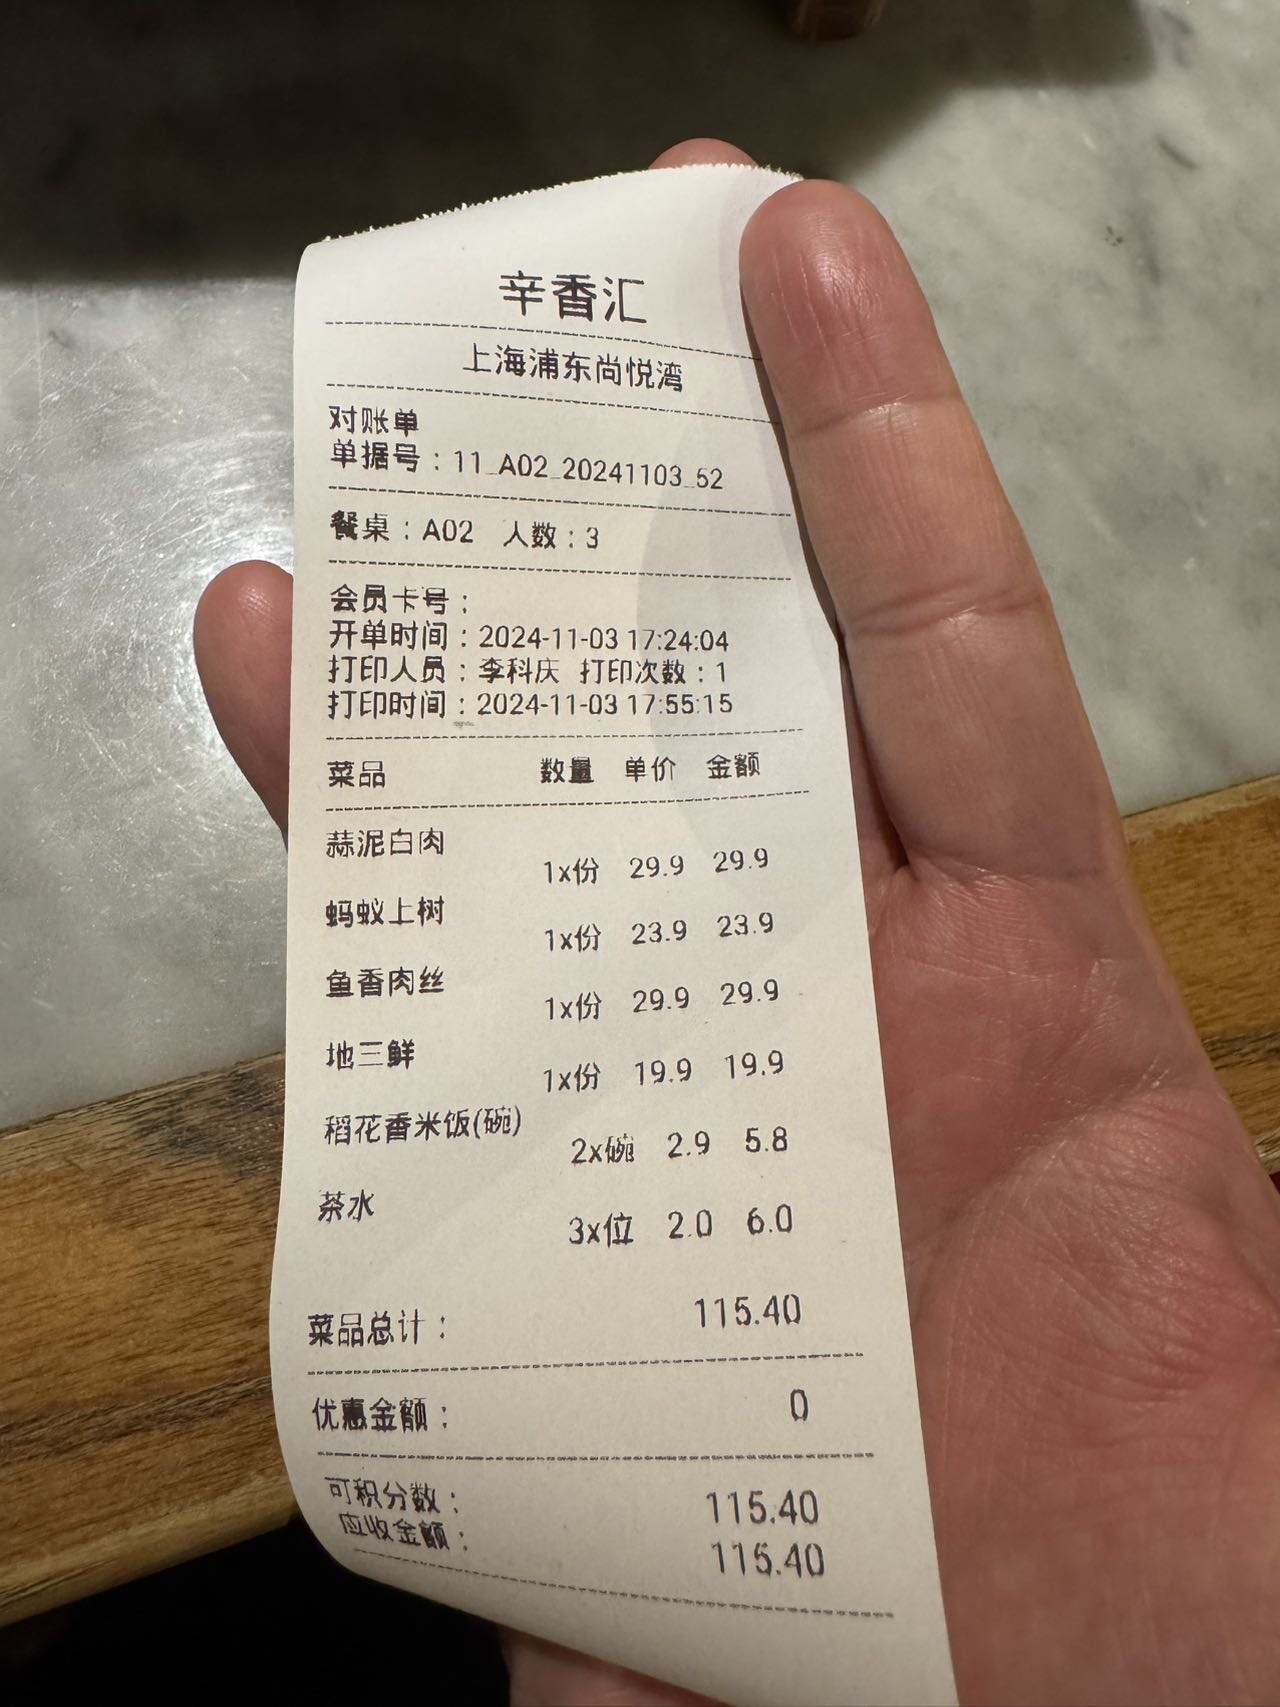 辛香汇
上海浦东尚悦湾
对账单
单据号：11_A02_20241103_52
餐桌：A02 人数：3
会员卡号：
开单时间：2024-11-03 17:24:04
打印人员：李科庆 打印次数：1
打印时间：2024-11-03 17:55:15
菜品 数量 单价 金额
蒜泥白肉
1x份 29.9 29.9
蚂蚁上树
1x份 23.9 23.9
鱼香肉丝
1x份 29.9 29.9
地三鲜
1x份 19.9 19.9
稻花香米饭(碗)
2x碗 2.9 5.8
茶水
3x位 2.0 6.0
菜品总计： 115.40
优惠金额： 0
可积分数： 115.40
应收金额： 115.40